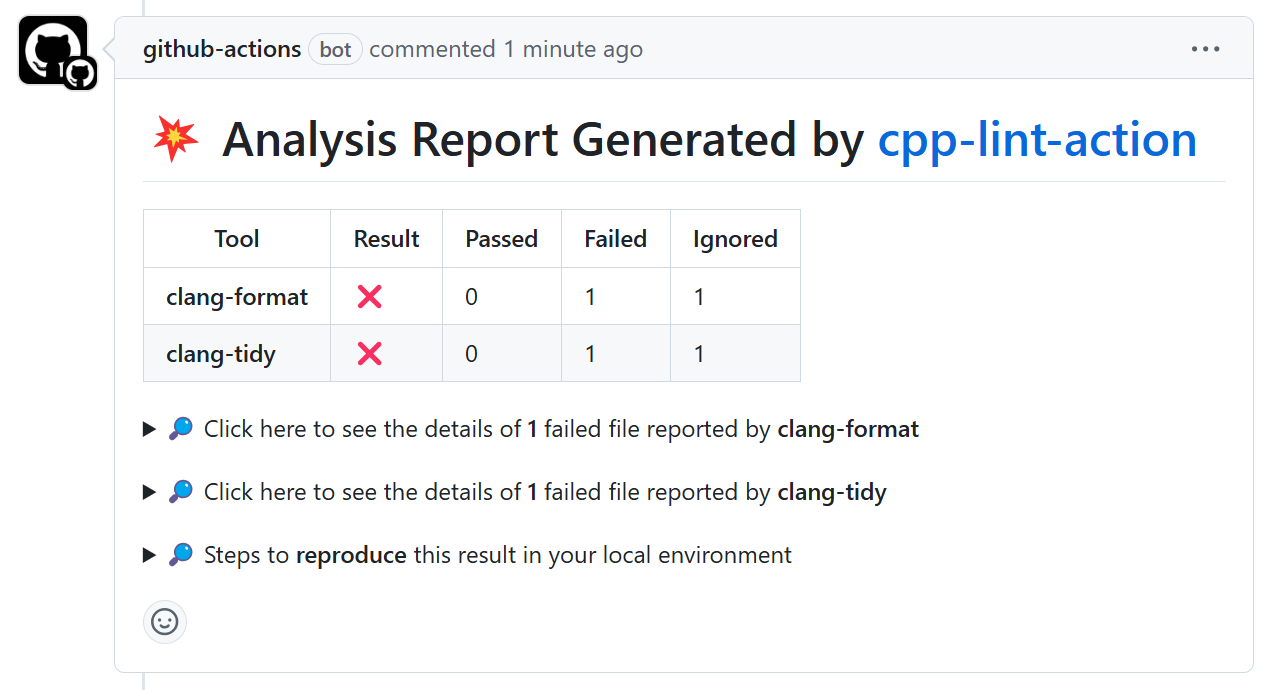 github-actions bot commented 1 minute ago
Analysis Report Generated by cpp-lint-action
Tool Result Passed Failed Ignored
clang-format ❌ 0 1 1
clang-tidy ❌ 0 1 1
Click here to see the details of 1 failed file reported by clang-format
Click here to see the details of 1 failed file reported by clang-tidy
Steps to reproduce this result in your local environment